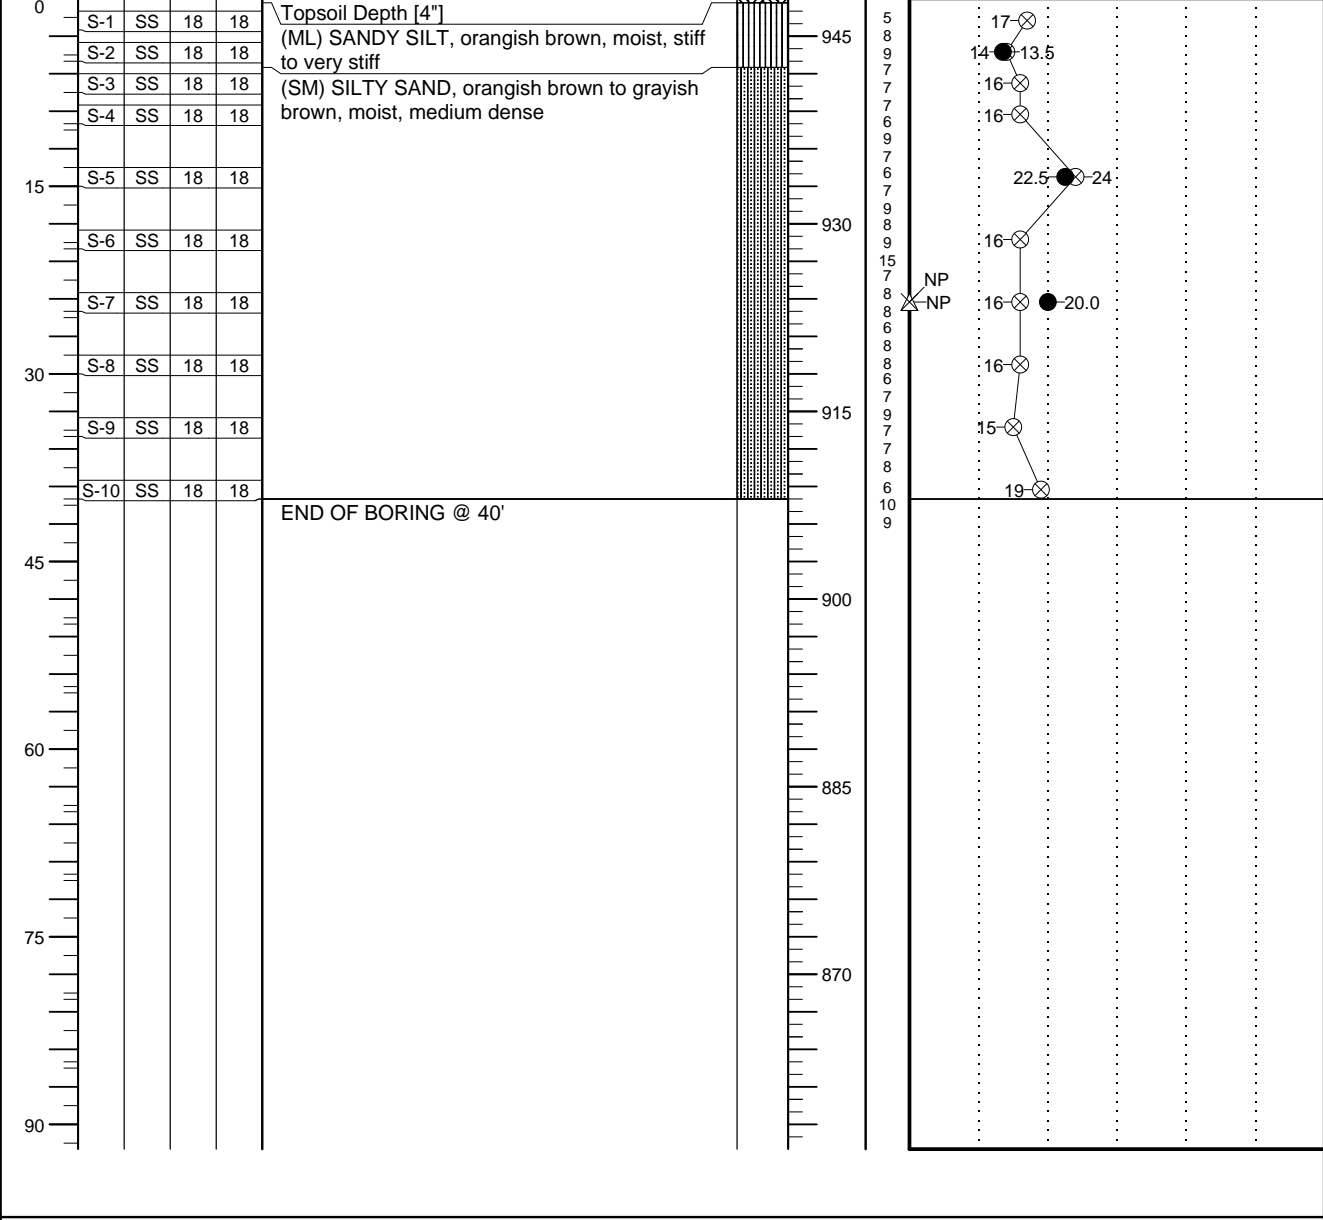 0
S-1 SS 18 18 Topsoil Depth [4"] 5 17
(ML) SANDY SILT, orangish brown, moist, stiff 945 8
S-2 SS 18 18 to very stiff 9 14 13.5
7
S-3 SS 18 18 (SM) SILTY SAND, orangish brown to grayish 7 16
7
S-4 SS 18 18 brown, moist, medium dense 6 16
9
7
S-5 SS 18 18 6 22.5 24
15 7
9
930 8
S-6 SS 18 18 9 16
15
7 NP
S-7 SS 18 18 8 NP 16 20.0
8
6
8
S-8 SS 18 18 8 16
30 6
7
915 9
S-9 SS 18 18 7 15
7
8
S-10 SS 18 18 6 19
10
END OF BORING @ 40' 9
45
900
60
885
75
870
90